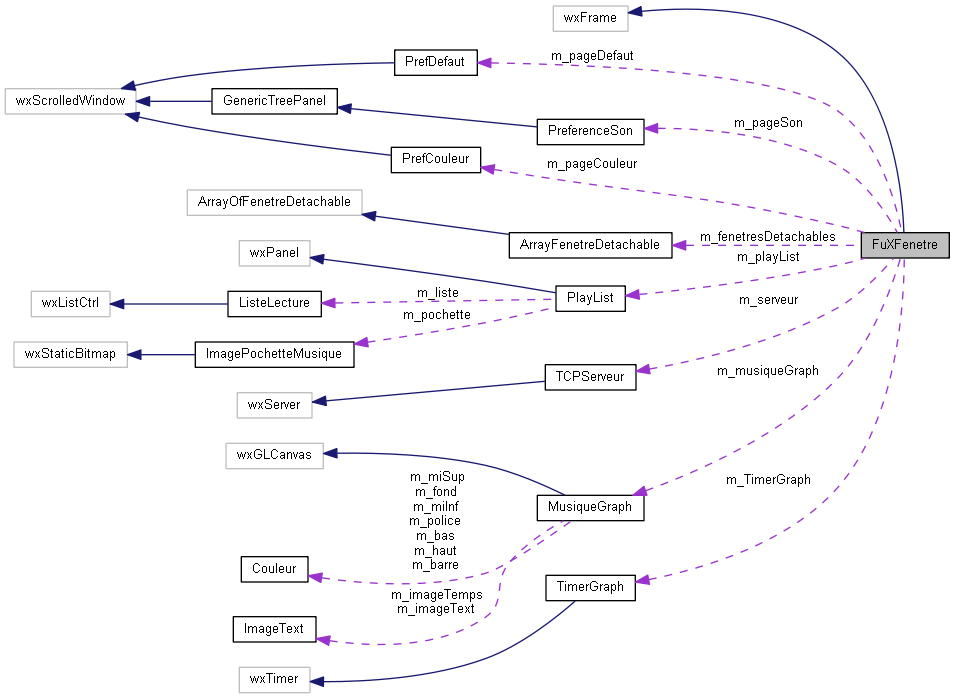 wxFrame
m_pageDefaut
PrefDefaut
wxScrolledWindow
GenericTreePanel
m_pageSon
PreferenceSon
PrefCouleur
m_pageCouleur
ArrayOfFenetreDetachable
m_fenetresDetachables
FuXFenetre
ArrayFenetreDetachable
wxPanel
m_playList
m_liste
PlayList
wxListCtrl
ListeLecture
m_serveur
m_pochette
wxStaticBitmap
ImagePochetteMusique
m_musiqueGraph
TCPServeur
wxServer
wxGLCanvas
m_miSup
m_fond
m_miInf
m_police
m_bas
m_haut
m_barre
m_TimerGraph
MusiqueGraph
Couleur
TimerGraph
m_imageTemps
m_imageText
ImageText
wxTimer